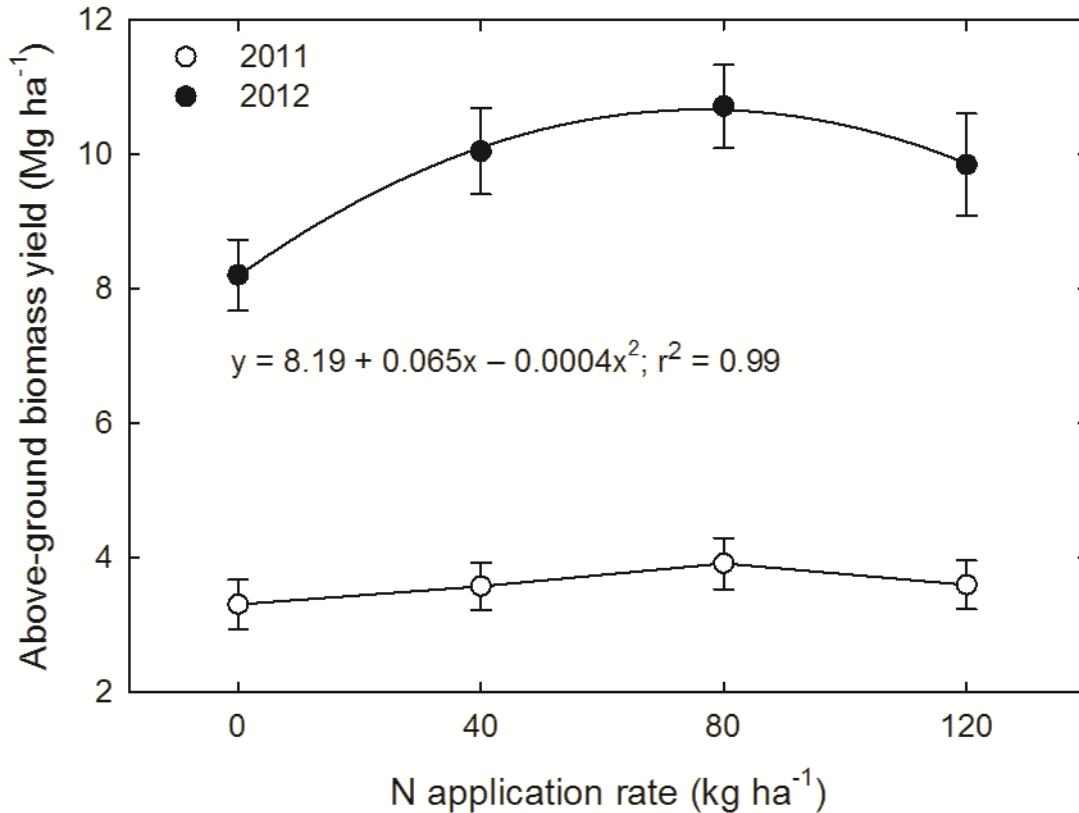 Above-ground biomass yield (Mg ha⁻¹)
12
10
8
6
4
2
2011
2012
y = 8.19 + 0.065x – 0.0004x²; r² = 0.99
0 40 80 120
N application rate (kg ha⁻¹)